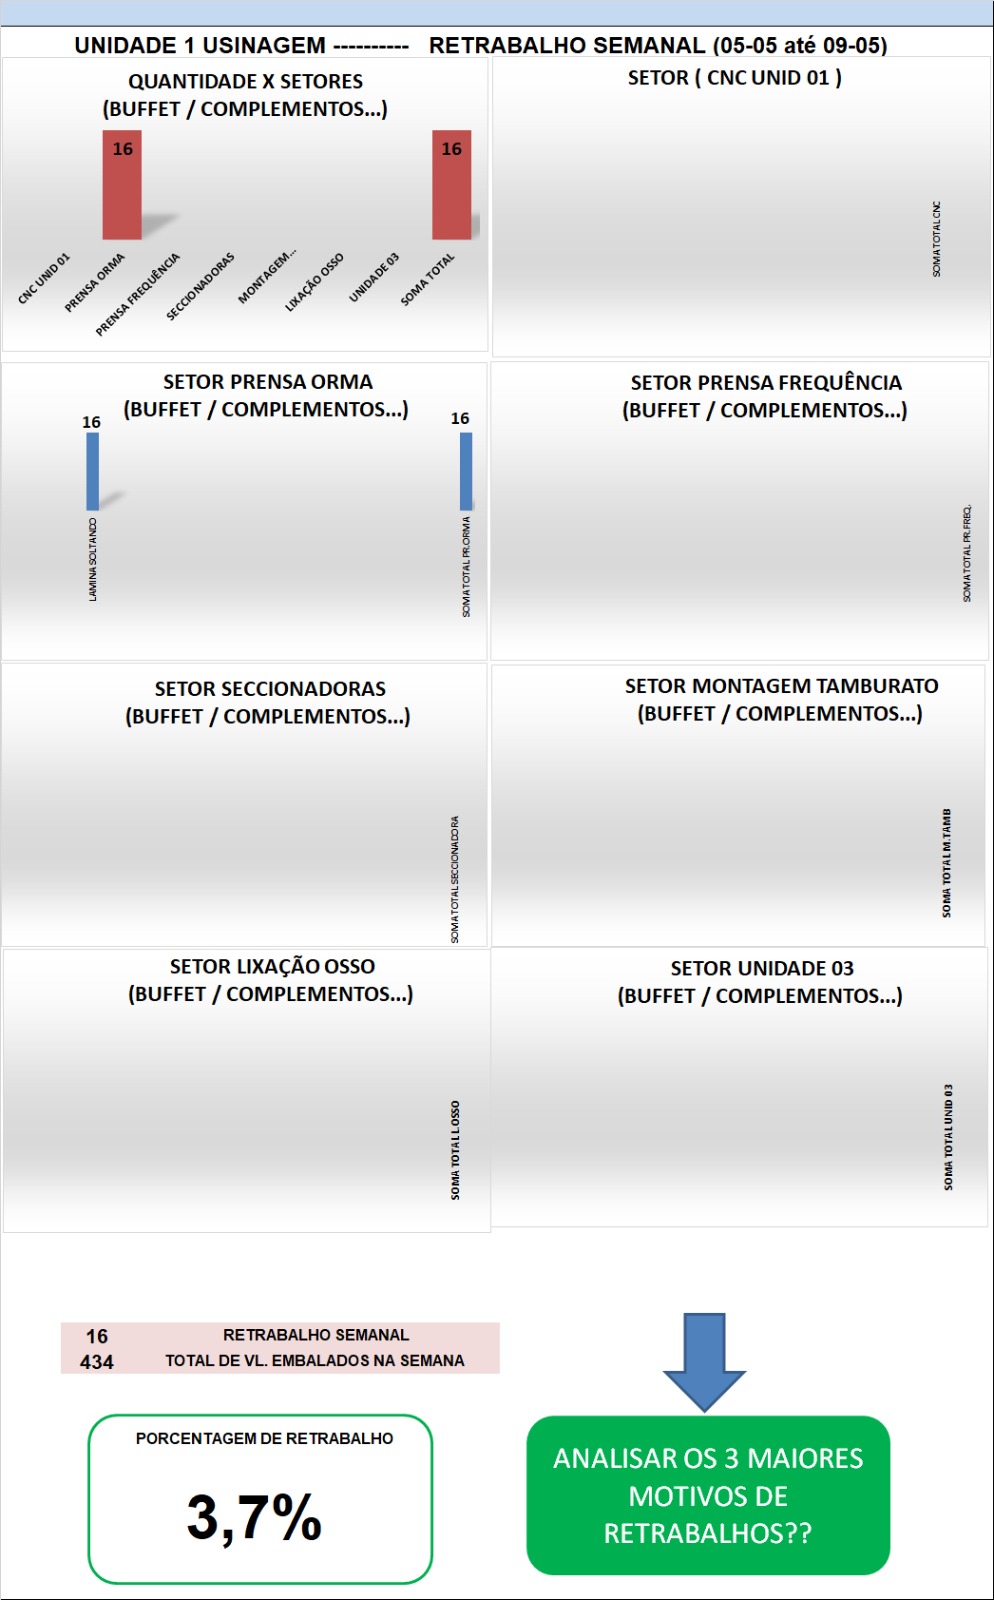 UNIDADE 1 USINAGEM ---------- RETRABALHO SEMANAL (05-05 até 09-05)
QUANTIDADE X SETORES
(BUFFET / COMPLEMENTOS...)
16
16
CNC UNID 01
PRENSA ORMA
PRENSA FREQUÊNCIA
SECCIONADORAS
MONTAGEM...
LIXAÇÃO OSSO
UNIDADE 03
SOMA TOTAL
SETOR ( CNC UNID 01 )
SOMA TOTAL CNC
SETOR PRENSA ORMA
(BUFFET / COMPLEMENTOS...)
16
16
LAMINA SOLTANDO
SOMA TOTAL PR.ORMA
SETOR PRENSA FREQUÊNCIA
(BUFFET / COMPLEMENTOS...)
SOMA TOTAL PR.FREQ.
SETOR SECCIONADORAS
(BUFFET / COMPLEMENTOS...)
SOMA TOTAL SECCIONADORA
SETOR MONTAGEM TAMBURATO
(BUFFET / COMPLEMENTOS...)
SOMA TOTAL M.TAMB
SETOR LIXAÇÃO OSSO
(BUFFET / COMPLEMENTOS...)
SOMA TOTAL L.OSSO
SETOR UNIDADE 03
(BUFFET / COMPLEMENTOS...)
SOMA TOTAL UNID 03
16 RETRABALHO SEMANAL
434 TOTAL DE VL. EMBALADOS NA SEMANA
PORCENTAGEM DE RETRABALHO
3,7%
ANALISAR OS 3 MAIORES
MOTIVOS DE
RETRABALHOS??